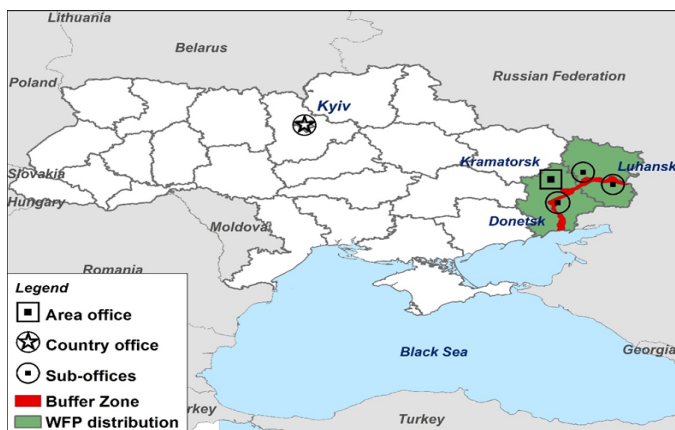 Lithuania
Belarus
Poland
Russian Federation
Kyiv
Kramatorsk
Luhansk
Slovakia
Hungary
Donetsk
Moldova
Romania
Legend
Area office
Country office
Sub-offices
Buffer Zone
WFP distribution
Black Sea
Georgia
rkey
Turkey